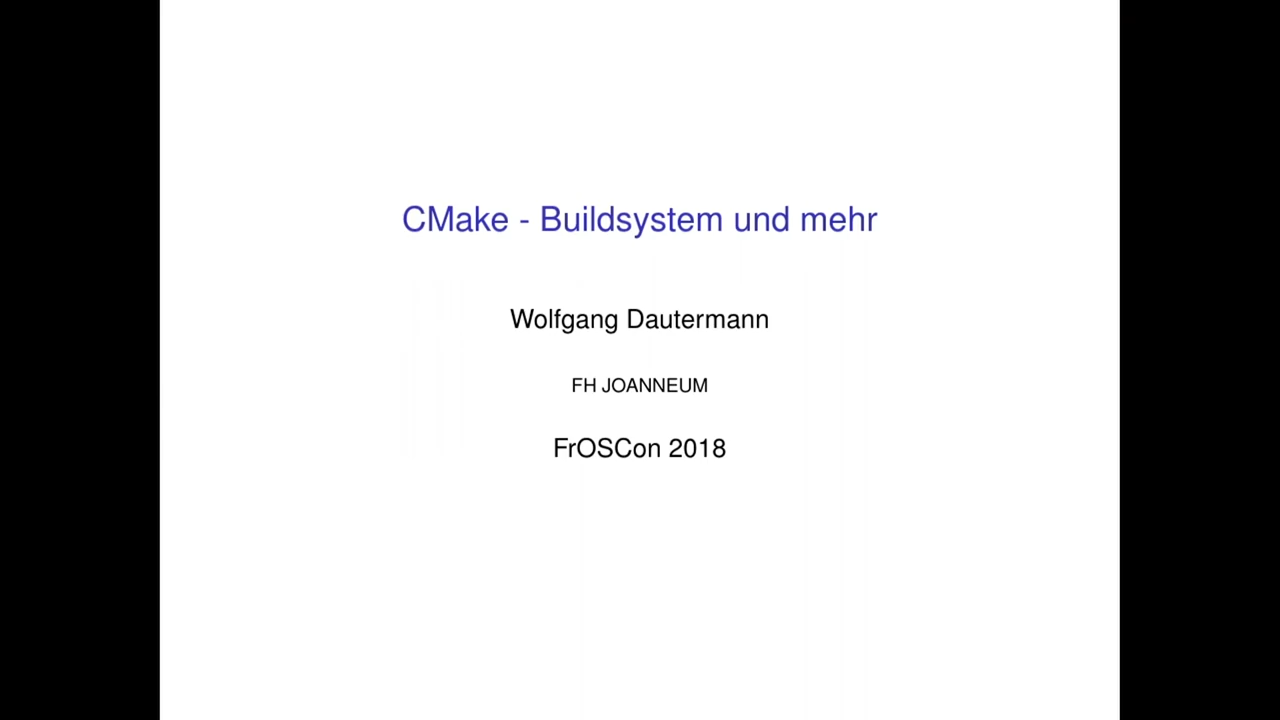 CMake - Buildsystem und mehr
Wolfgang Dautermann
FH JOANNEUM
FrOSCon 2018